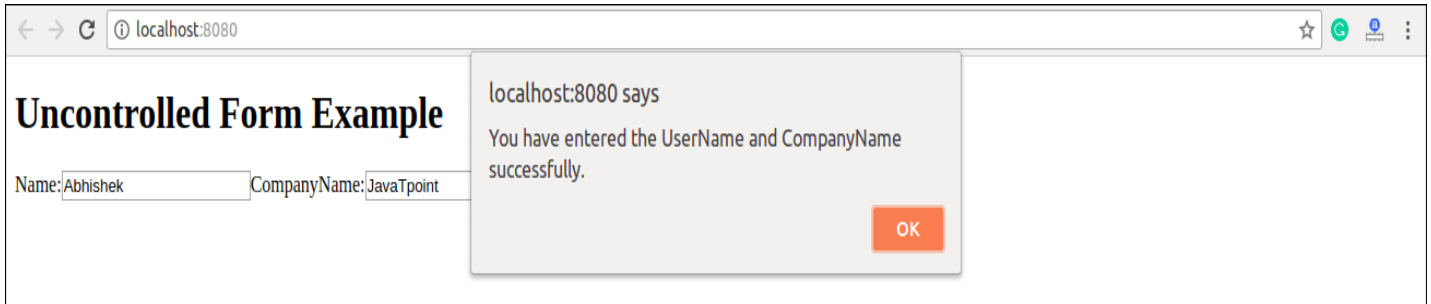 localhost:8080
localhost:8080 says
You have entered the UserName and CompanyName
successfully.
OK
Uncontrolled Form Example
Name:Abhishek CompanyName:JavaTpoint